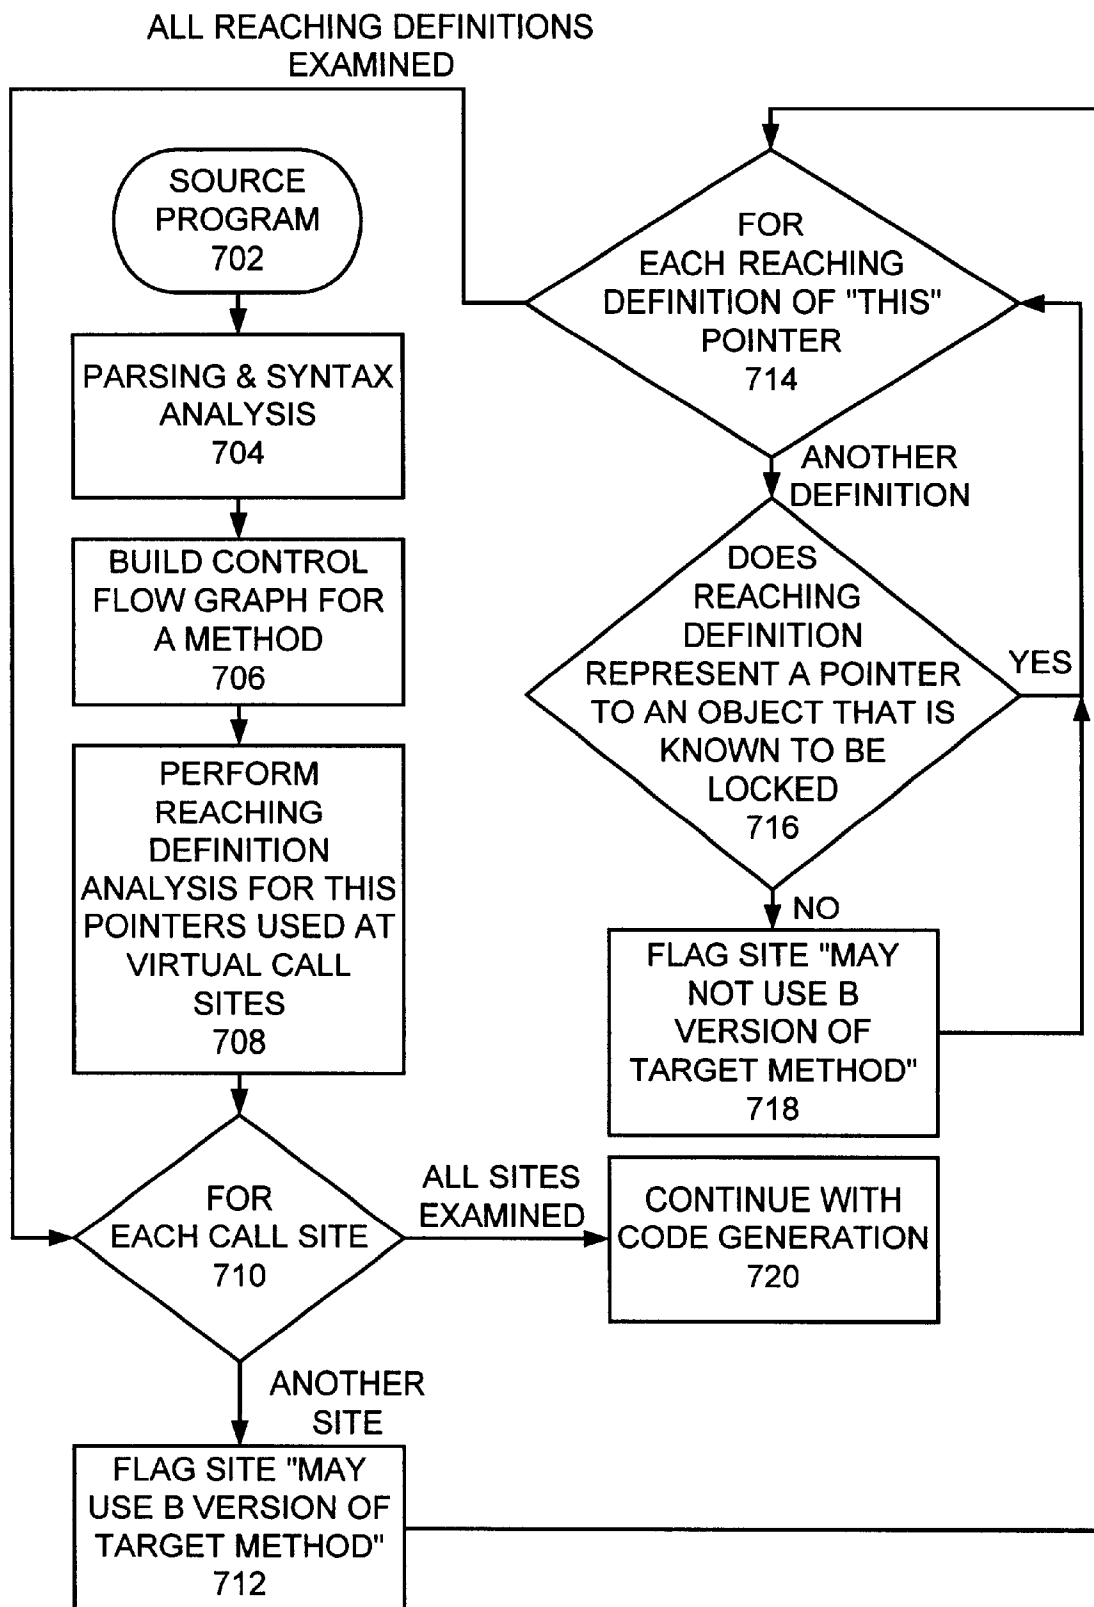 ALL REACHING DEFINITIONS
EXAMINED
SOURCE
PROGRAM
702
PARSING & SYNTAX
ANALYSIS
704
BUILD CONTROL
FLOW GRAPH FOR
A METHOD
706
PERFORM
REACHING
DEFINITION
ANALYSIS FOR THIS
POINTERS USED AT
VIRTUAL CALL
SITES
708
FOR
EACH CALL SITE
710
ALL SITES
EXAMINED
ANOTHER
SITE
FLAG SITE "MAY
USE B VERSION OF
TARGET METHOD"
712
FOR
EACH REACHING
DEFINITION OF "THIS"
POINTER
714
ANOTHER
DEFINITION
DOES
REACHING
DEFINITION
REPRESENT A POINTER
TO AN OBJECT THAT IS
KNOWN TO BE
LOCKED
716
YES
NO
FLAG SITE "MAY
NOT USE B
VERSION OF
TARGET METHOD"
718
CONTINUE WITH
CODE GENERATION
720